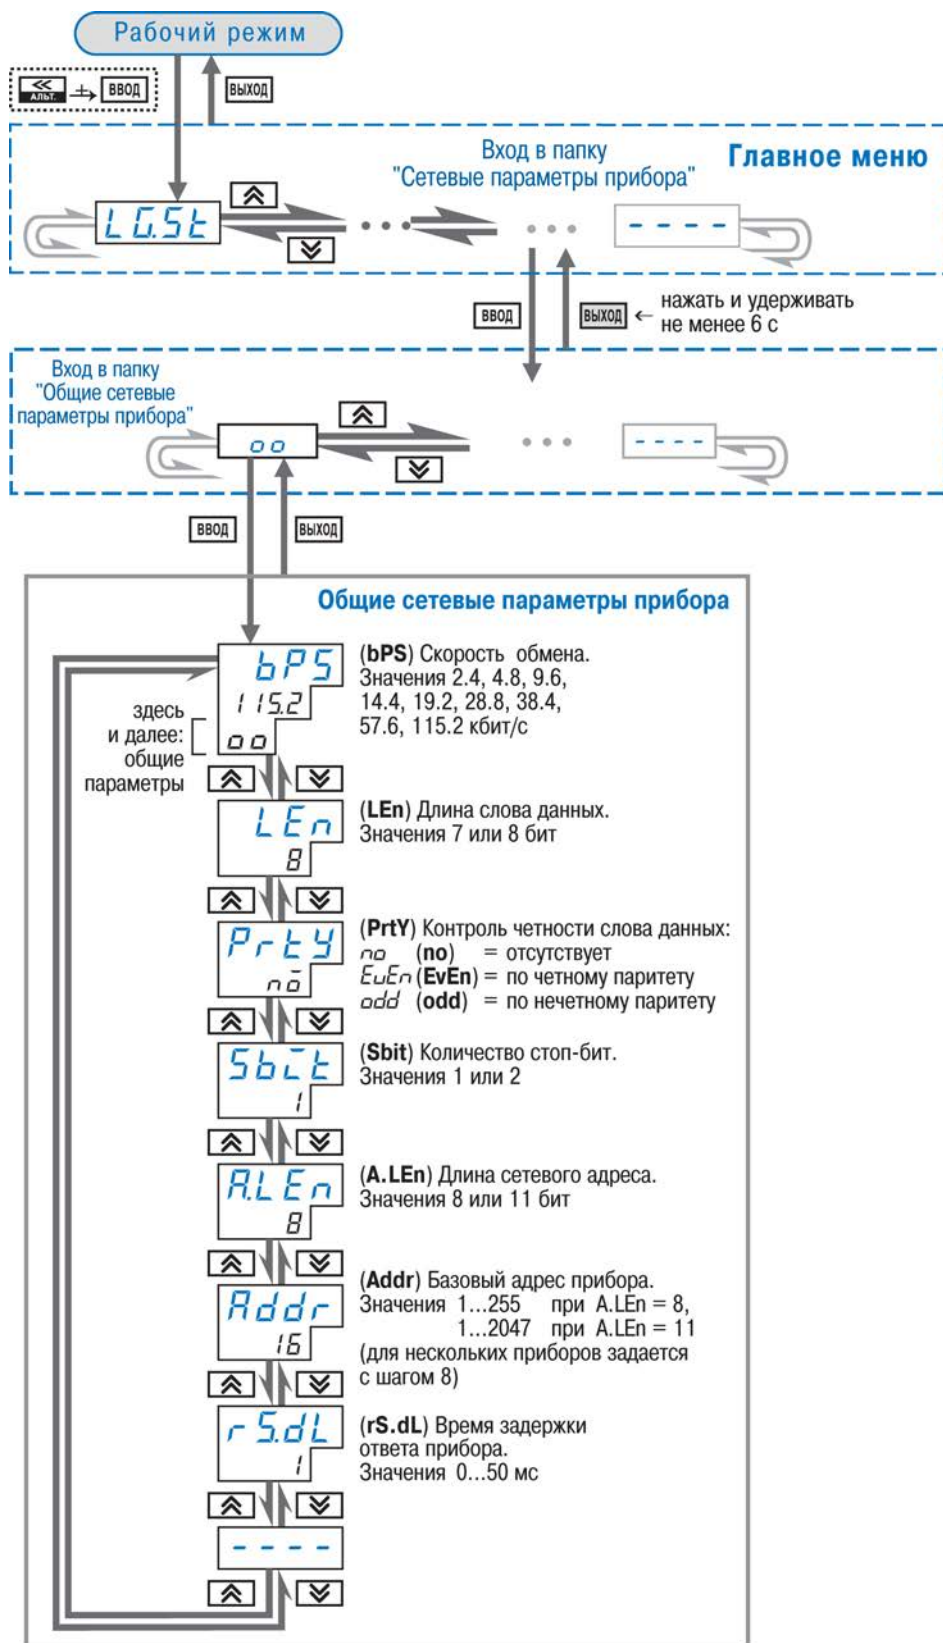 Рабочий режим
<<
АЛЬТ.
ВВОД
ВЫХОД
Вход в папку
"Сетевые параметры прибора"
Главное меню
LG.St
- - - -
ВВОД
ВЫХОД
← нажать и удерживать
не менее 6 с
Вход в папку
"Общие сетевые
параметры прибора"
oo
- - - -
ВВОД
ВЫХОД
Общие сетевые параметры прибора
bPS
115.2
oo
здесь
и далее:
общие
параметры
(bPS) Скорость обмена.
Значения 2.4, 4.8, 9.6,
14.4, 19.2, 28.8, 38.4,
57.6, 115.2 кбит/с
LEn
8
(LEn) Длина слова данных.
Значения 7 или 8 бит
PrtY
no
(PrtY) Контроль четности слова данных:
no (no) = отсутствует
EvEn (EvEn) = по четному паритету
odd (odd) = по нечетному паритету
Sbit
1
(Sbit) Количество стоп-бит.
Значения 1 или 2
A.LEn
8
(A.LEn) Длина сетевого адреса.
Значения 8 или 11 бит
Addr
16
(Addr) Базовый адрес прибора.
Значения 1...255 при A.LEn = 8,
1...2047 при A.LEn = 11
(для нескольких приборов задается
с шагом 8)
rS.dL
1
(rS.dL) Время задержки
ответа прибора.
Значения 0...50 мс
- - - -